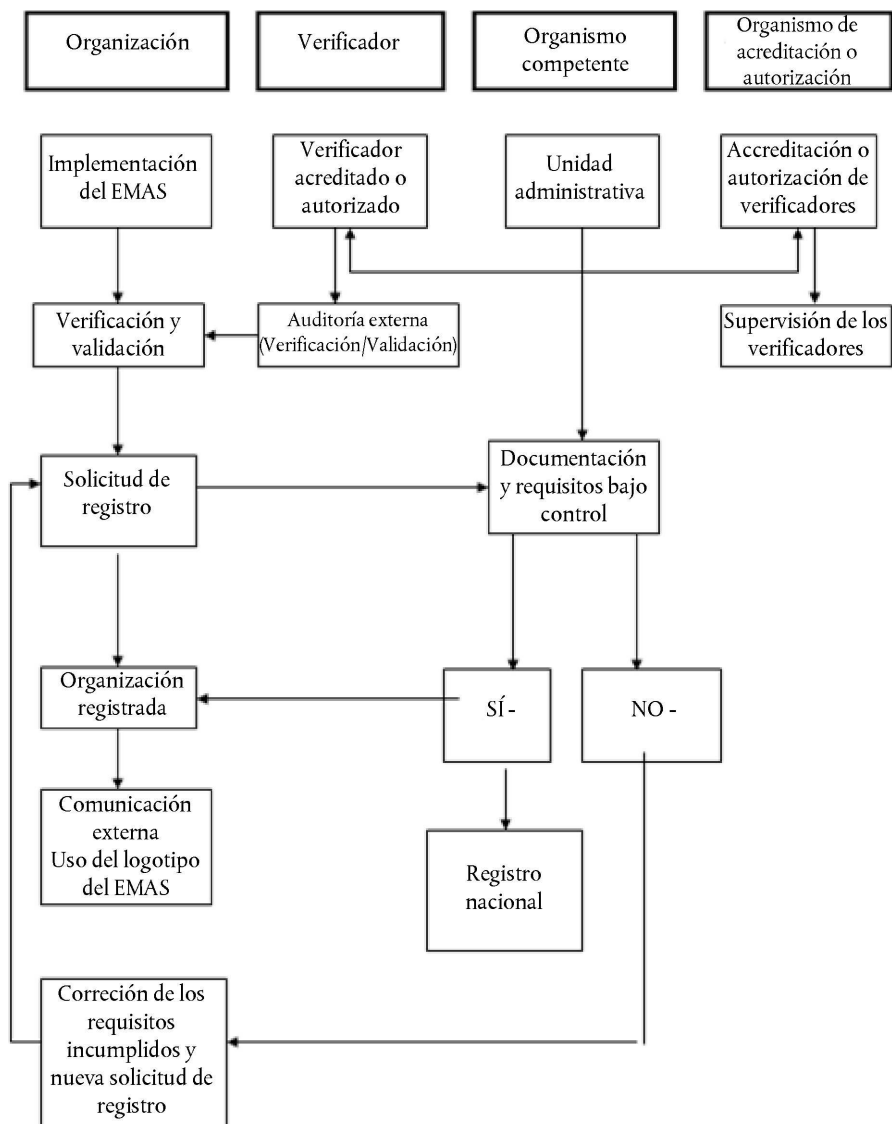 Organización
Verificador
Organismo
competente
Organismo de
acreditación o
autorización
Implementación
del EMAS
Verificador
acreditado o
autorizado
Unidad
administrativa
Accreditación o
autorización de
verificadores
Verificación y
validación
Auditoría externa
(Verificación/Validación)
Supervisión de los
verificadores
Solicitud de
registro
Documentación
y requisitos bajo
control
Organización
registrada
SÍ -
NO -
Comunicación
externa
Uso del logotipo
del EMAS
Registro
nacional
Correción de los
requisitos
incumplidos y
nueva solicitud de
registro